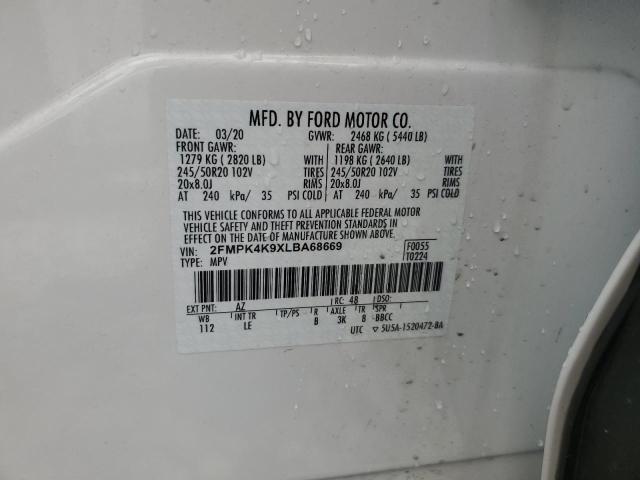 MFD. BY FORD MOTOR CO.
DATE: 03/20 GVWR: 2468 KG ( 5440 LB)
FRONT GAWR: REAR GAWR:
1279 KG ( 2820 LB) WITH 1198 KG ( 2640 LB) WITH
245/50R20 102V TIRES 245/50R20 102V TIRES
20x8.0J RIMS 20x8.0J RIMS
AT 240 kPa/ 35 PSI COLD AT 240 kPa/ 35 PSI COLD
THIS VEHICLE CONFORMS TO ALL APPLICABLE FEDERAL MOTOR
VEHICLE SAFETY AND BUMPER AND THEFT PREVENTION STANDARDS IN
EFFECT ON THE DATE OF MANUFACTURE SHOWN ABOVE.
VIN: 2FMPK4K9XLBA68669 F0055
TYPE: MPV T0224
EXT PNT: AZ RC: 48 DSO:
WB INT TR TP/PS R AXLE TR SPR
112 LE B 3K 8 BBCC
UTC ▽ 5U5A-1520472-BA